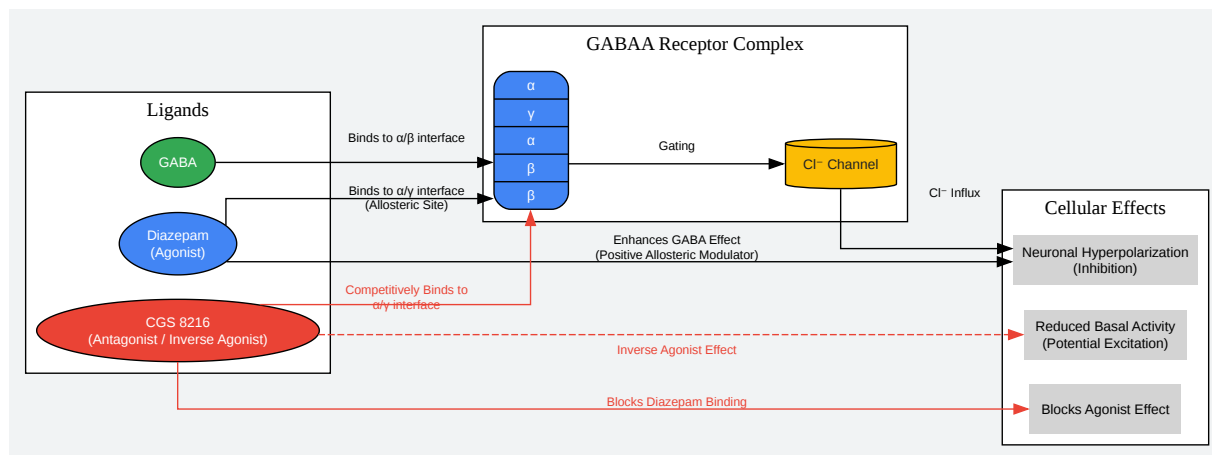 GABAA Receptor Complex
Ligands
α
γ
α
β
β
GABA
Binds to α/β interface
Gating
Cl⁻ Channel
Binds to α/γ interface
(Allosteric Site)
Cl⁻ Influx
Cellular Effects
Diazepam
(Agonist)
Enhances GABA Effect
(Positive Allosteric Modulator)
Neuronal Hyperpolarization
(Inhibition)
Competitively Binds to
α/γ interface
CGS 8216
(Antagonist / Inverse Agonist)
Inverse Agonist Effect
Reduced Basal Activity
(Potential Excitation)
Blocks Diazepam Binding
Blocks Agonist Effect